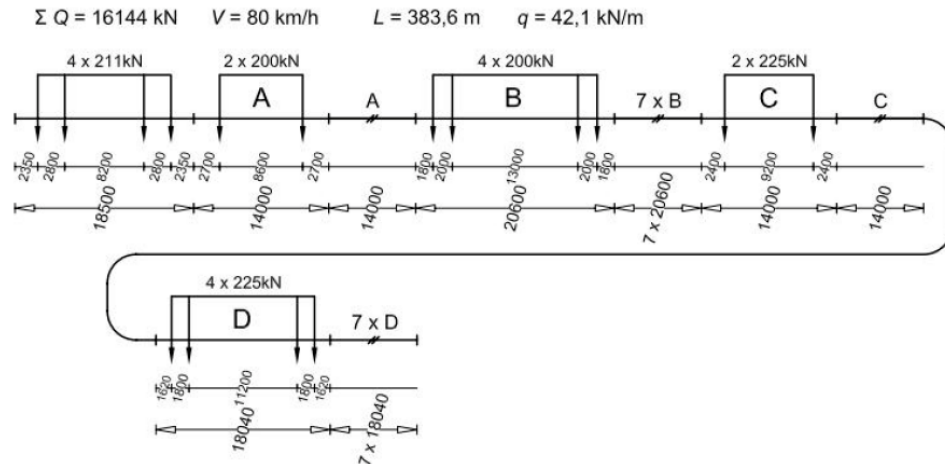 Σ Q = 16144 kN V = 80 km/h L = 383,6 m q = 42,1 kN/m
4 x 211kN 2 x 200kN 4 x 200kN 2 x 225kN
A A B 7 x B C C
2350 2800 8200 2800 2350 2700 8600 2700 1800 2000 13000 2000 1800 2400 9200 2400
18500 14000 14000 20600 7 x 20600 14000 14000
4 x 225kN
D 7 x D
1620 1800 11200 1800 1620
18040 7 x 18040